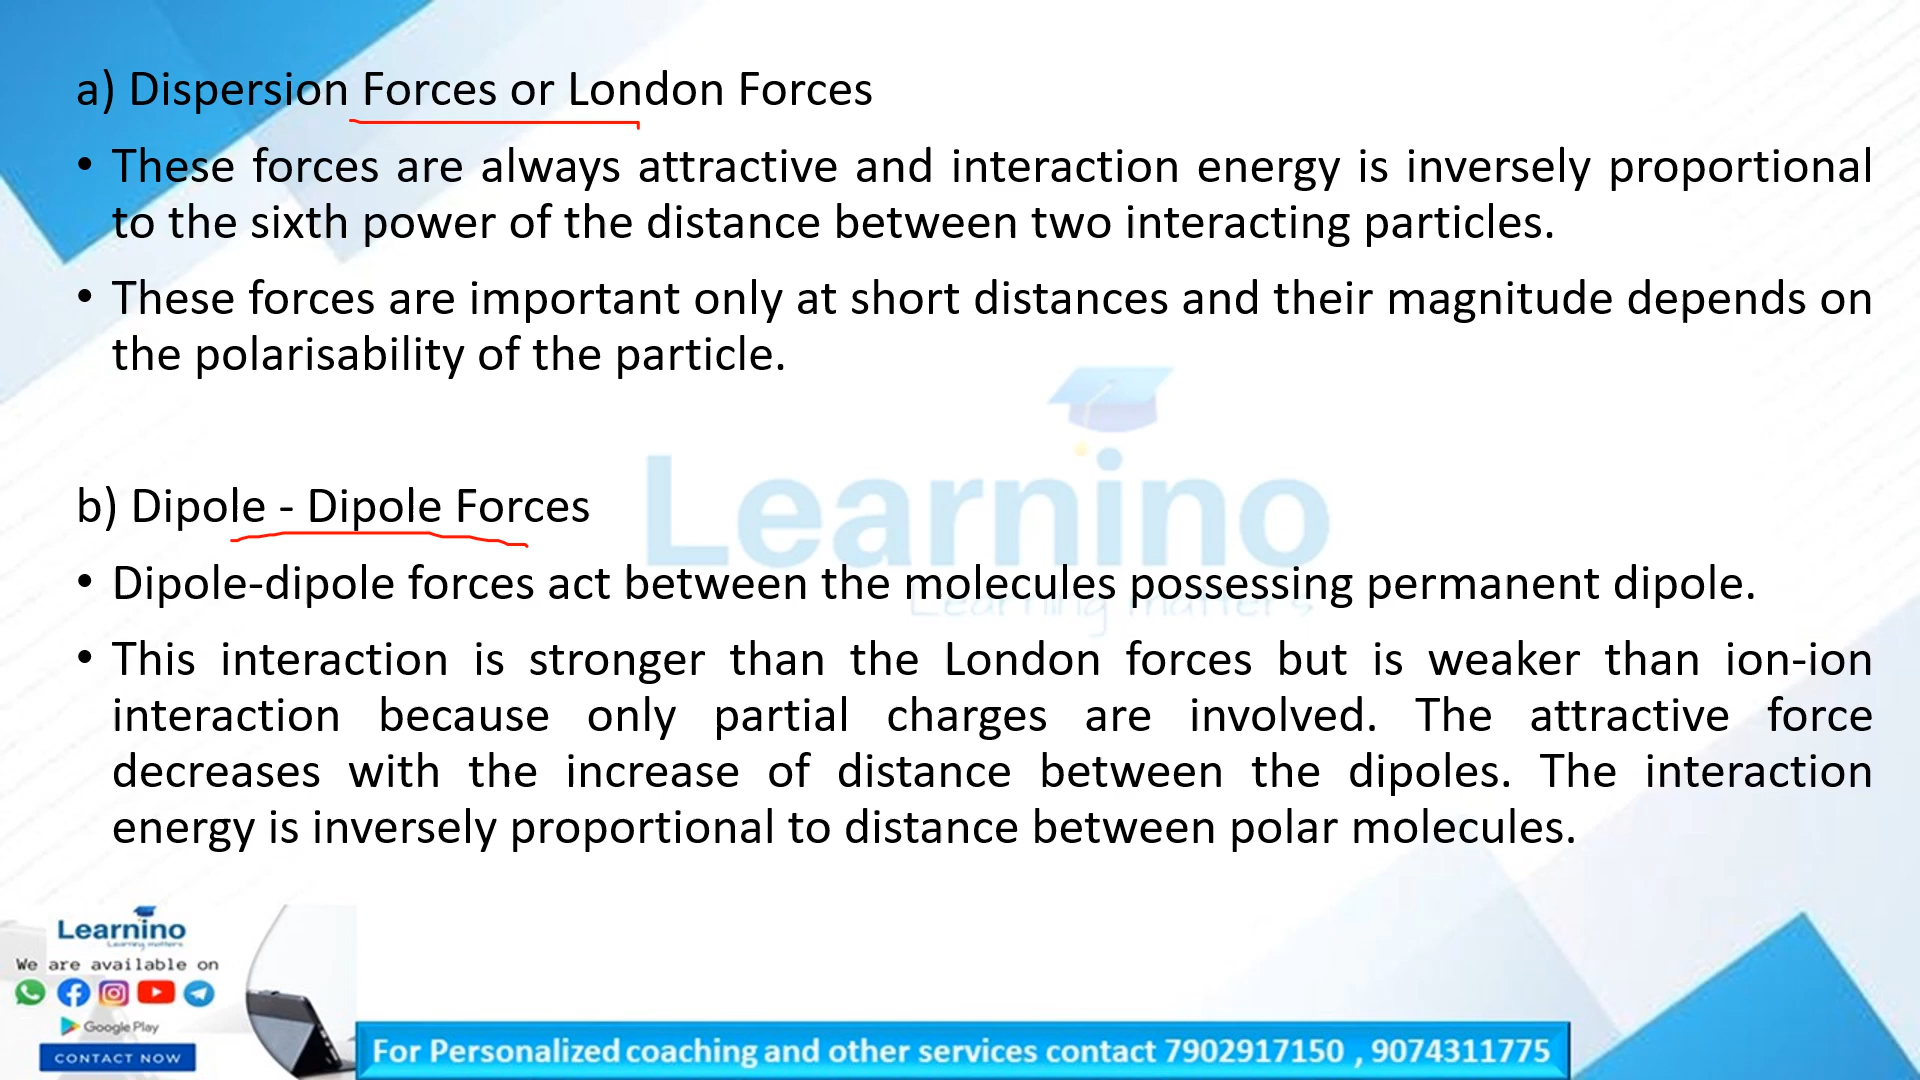 a) Dispersion Forces or London Forces
• These forces are always attractive and interaction energy is inversely proportional
to the sixth power of the distance between two interacting particles.
• These forces are important only at short distances and their magnitude depends on
the polarisability of the particle.
Learnino
Learning matters
b) Dipole - Dipole Forces
• Dipole-dipole forces act between the molecules possessing permanent dipole.
• This interaction is stronger than the London forces but is weaker than ion-ion
interaction because only partial charges are involved. The attractive force
decreases with the increase of distance between the dipoles. The interaction
energy is inversely proportional to distance between polar molecules.
Learnino
Learning matters
We are available on
Google Play
CONTACT NOW
For Personalized coaching and other services contact 7902917150 , 9074311775